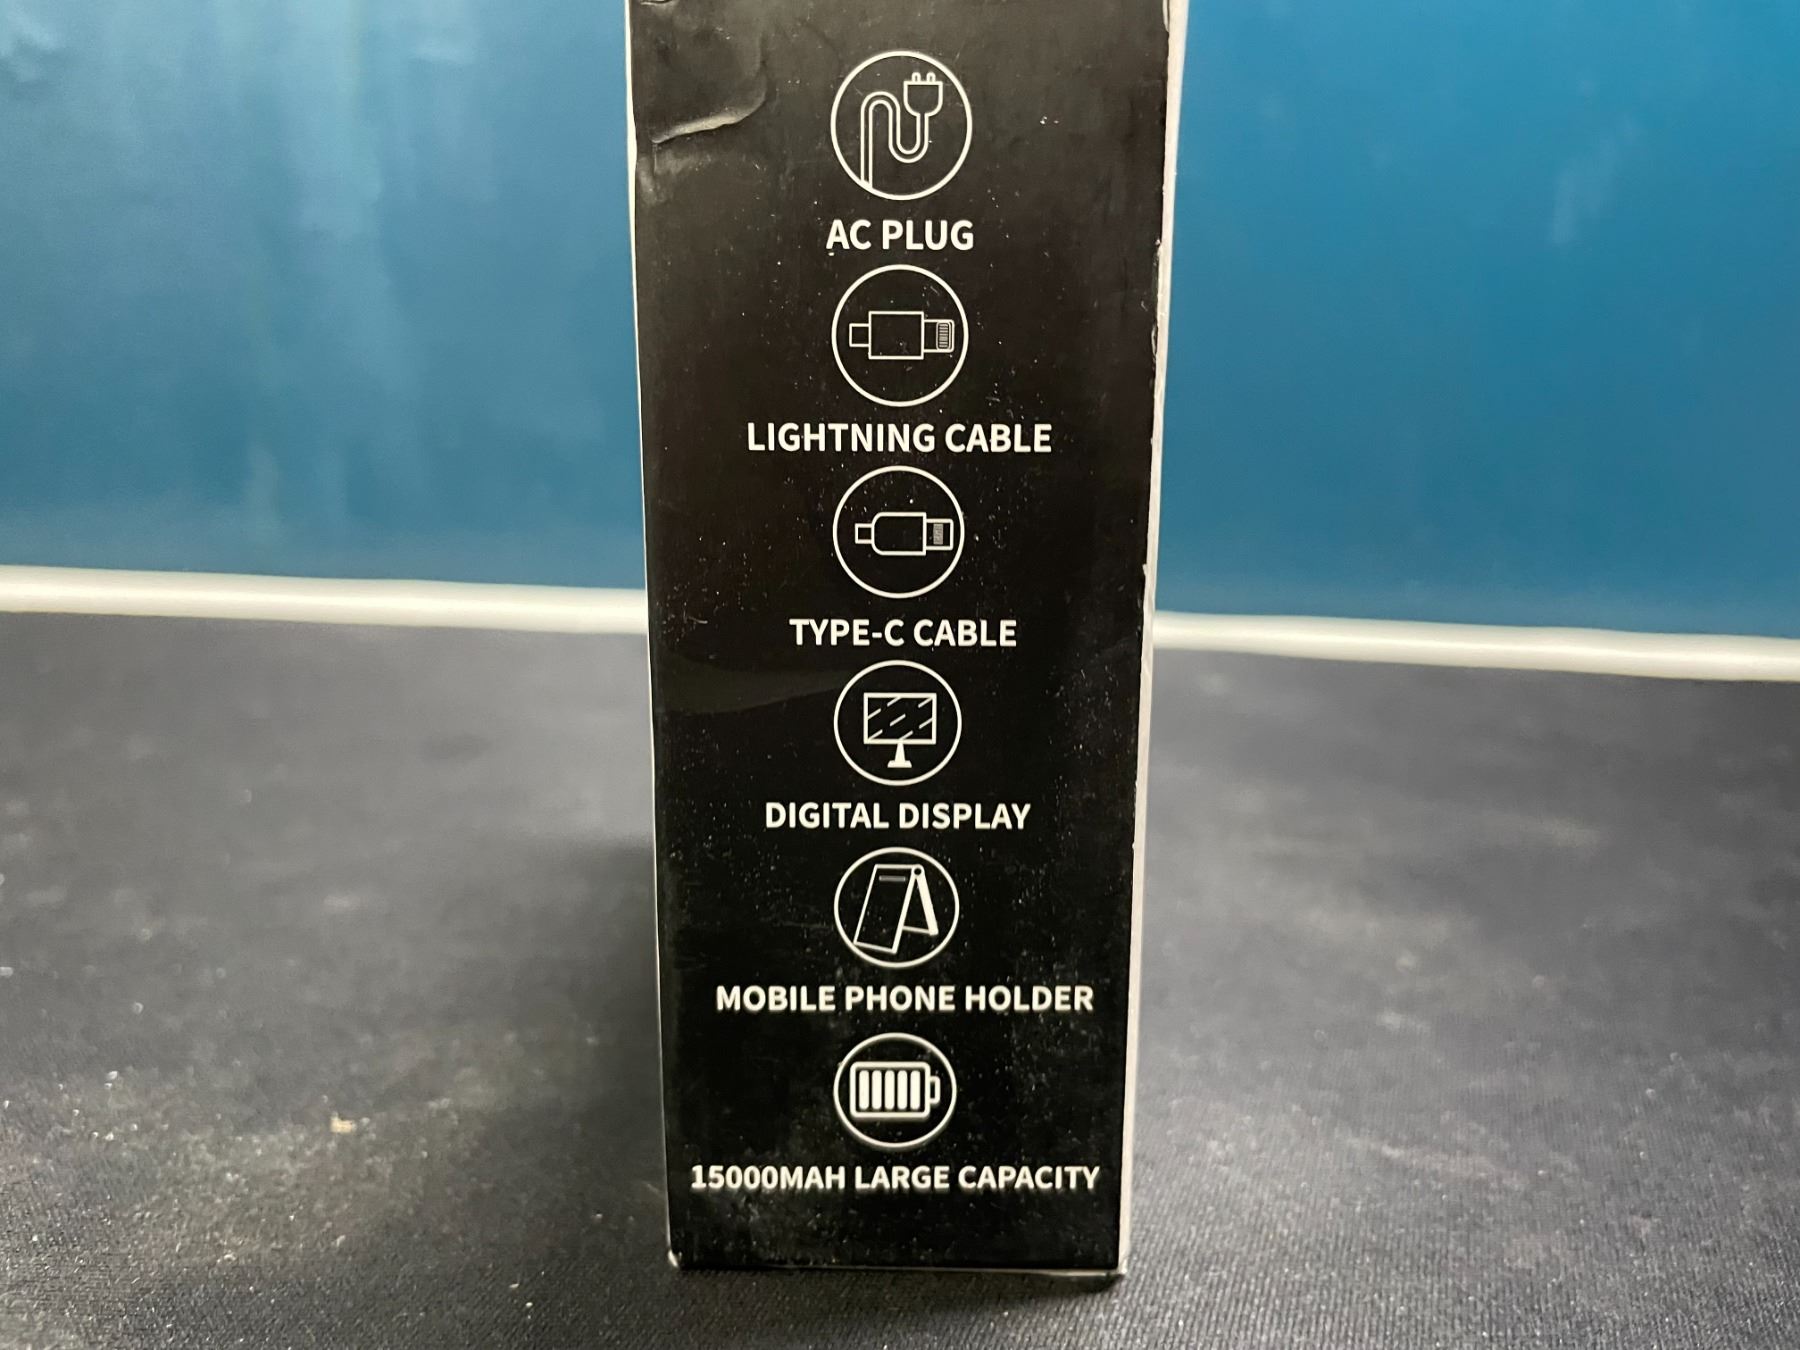 AC PLUG
LIGHTNING CABLE
TYPE-C CABLE
DIGITAL DISPLAY
MOBILE PHONE HOLDER
15000MAH LARGE CAPACITY